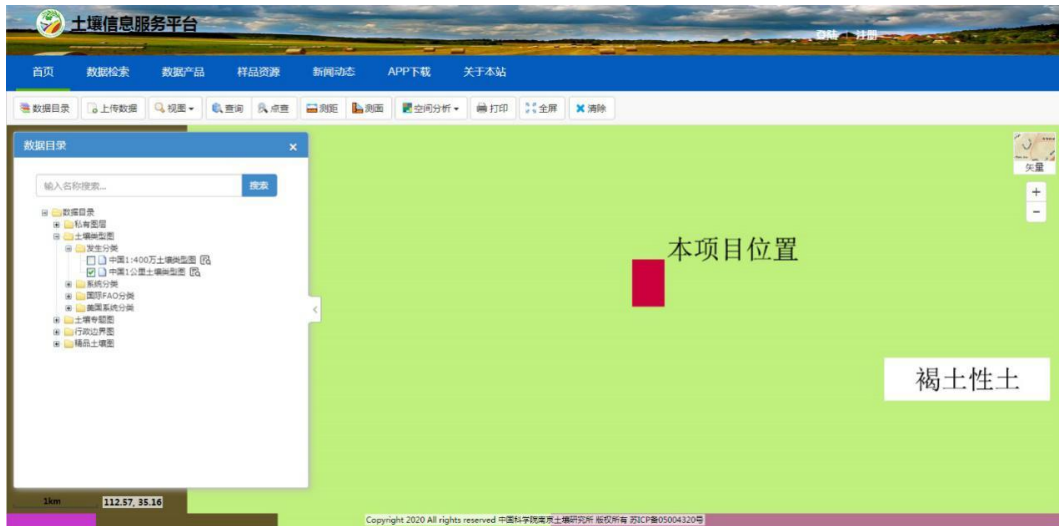 土壤信息服务平台
登陆 注册
首页 数据检索 数据产品 样品资源 新闻动态 APP下载 关于本站
数据目录 上传数据 视图 查询 点查 测距 测面 空间分析 打印 全屏 清除
数据目录 ×
输入名称搜索... 搜索
数据目录
私有图层
土壤类型图
发生分类
中国1:400万土壤类型图
中国1公里土壤类型图
系统分类
国际FAO分类
美国系统分类
土壤专题图
行政边界图
精品土壤图
矢量
+
-
本项目位置
褐土性土
1km 112.57, 35.16
Copyright 2020 All rights reserved 中国科学院南京土壤研究所 版权所有 苏ICP备05004320号